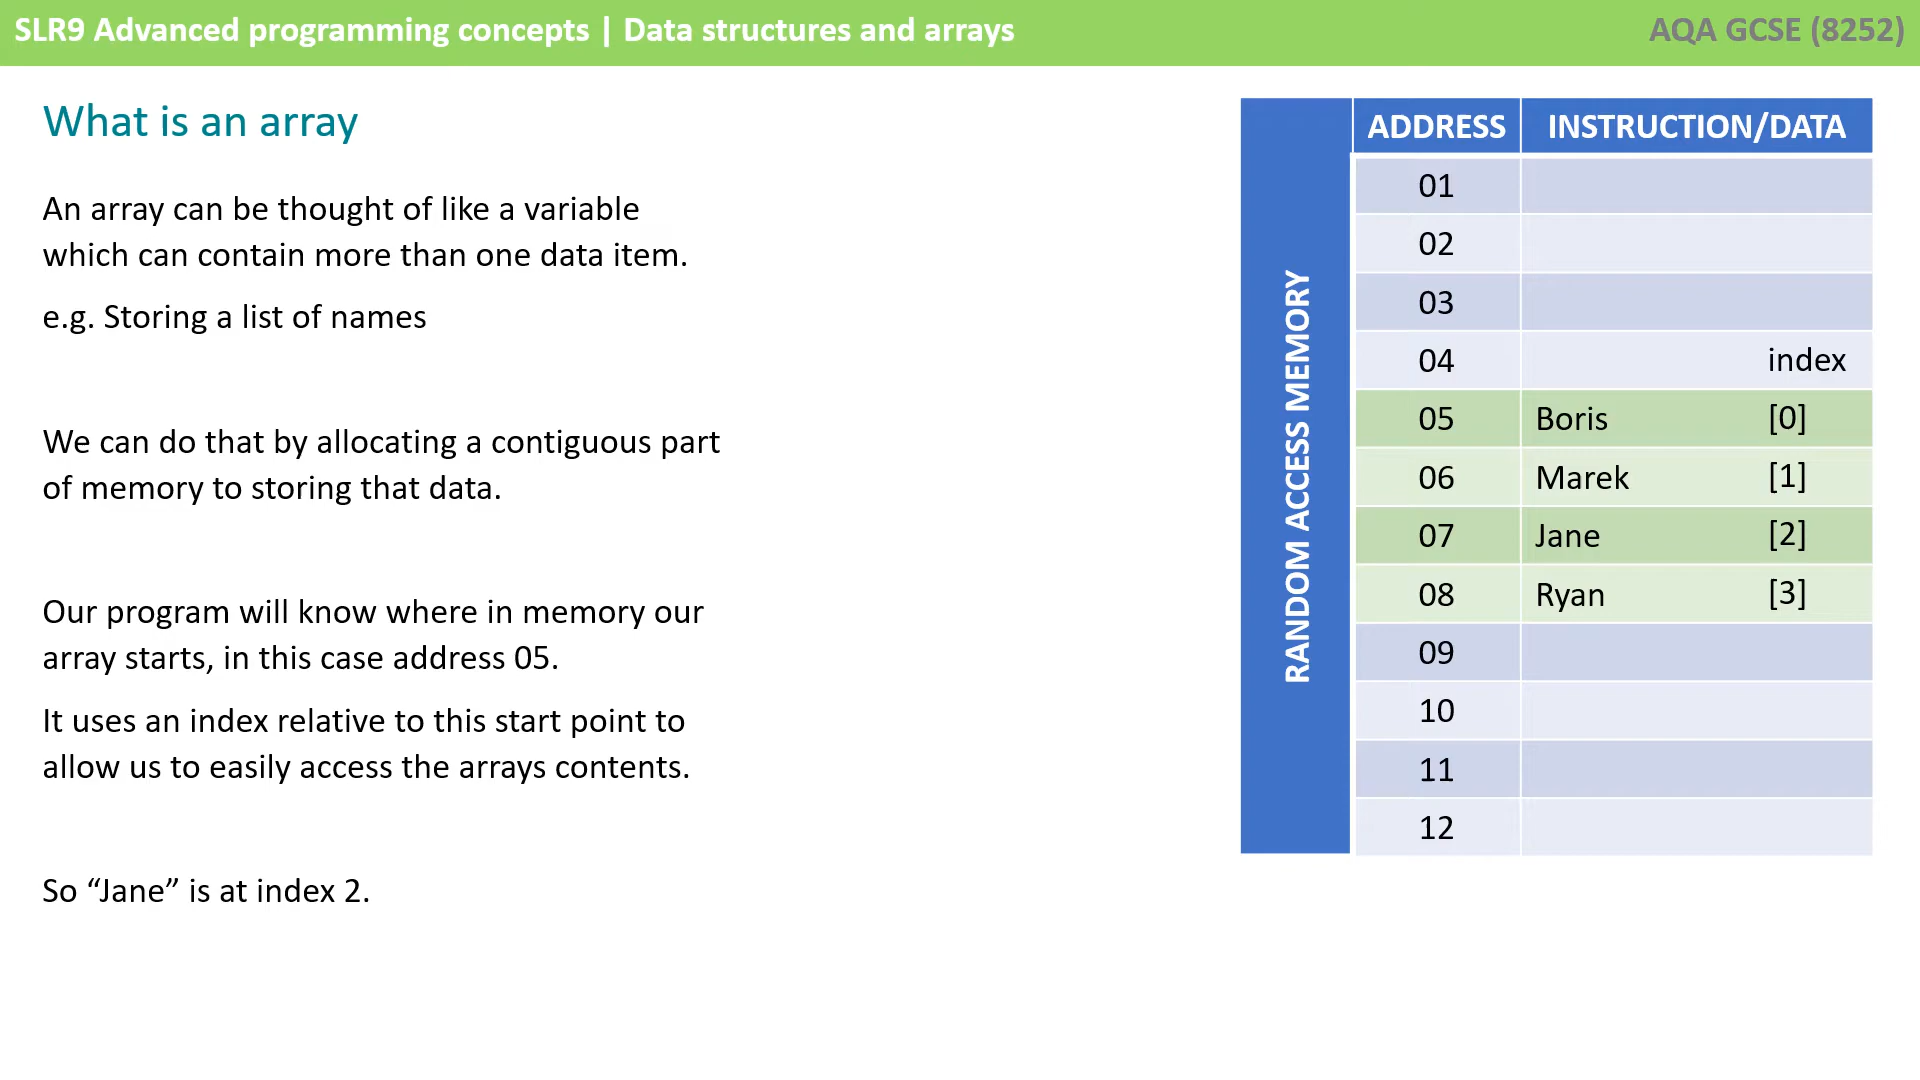 SLR9 Advanced programming concepts | Data structures and arrays
AQA GCSE (8252)
What is an array
An array can be thought of like a variable
which can contain more than one data item.
e.g. Storing a list of names
We can do that by allocating a contiguous part
of memory to storing that data.
Our program will know where in memory our
array starts, in this case address 05.
It uses an index relative to this start point to
allow us to easily access the arrays contents.
So “Jane” is at index 2.
RANDOM ACCESS MEMORY
ADDRESS INSTRUCTION/DATA
01
02
03
04 index
05 Boris [0]
06 Marek [1]
07 Jane [2]
08 Ryan [3]
09
10
11
12